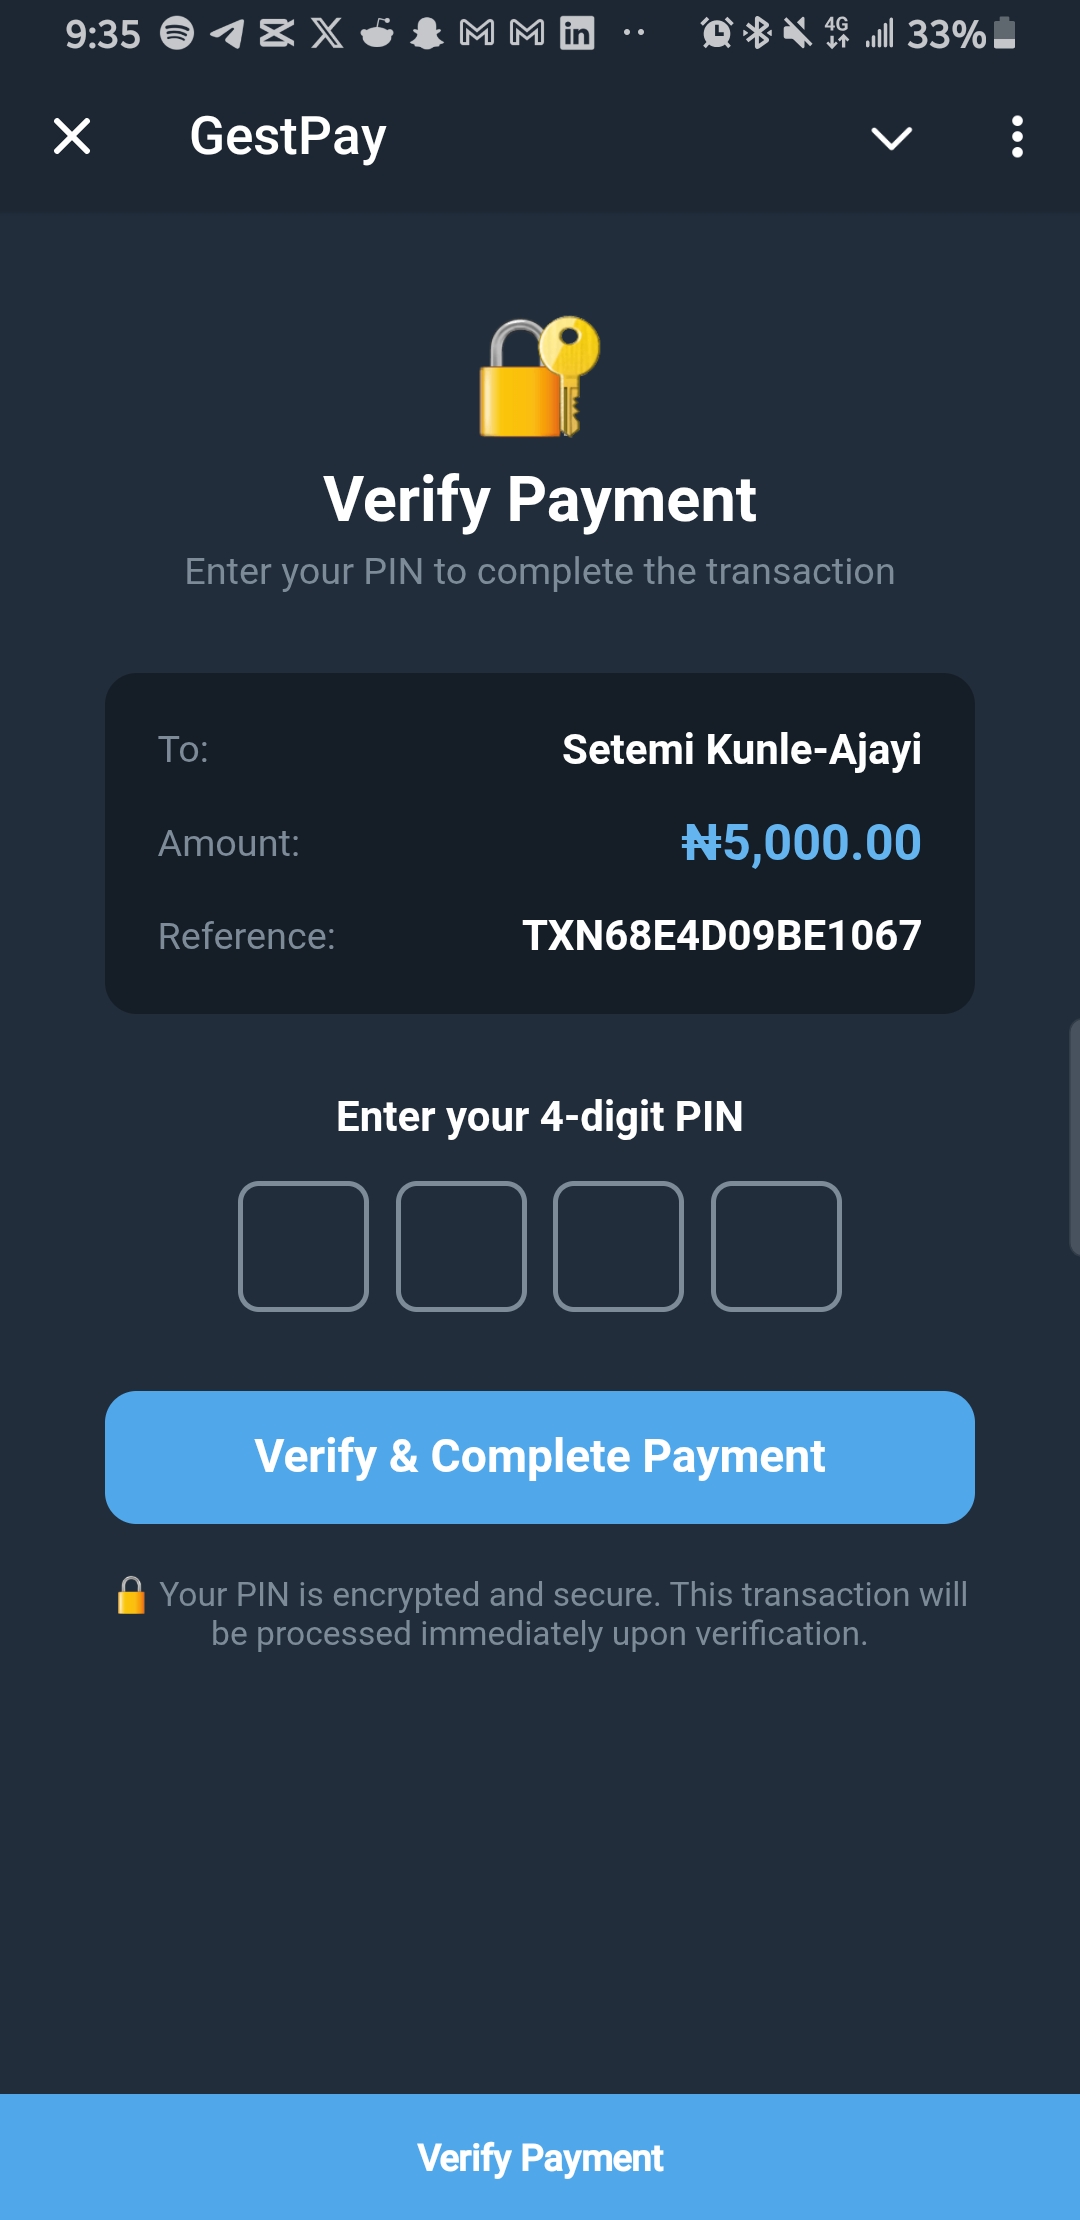 9:35 4G 33%
GestPay
Verify Payment
Enter your PIN to complete the transaction
To: Setemi Kunle-Ajayi
Amount: ₦5,000.00
Reference: TXN68E4D09BE1067
Enter your 4-digit PIN
Verify & Complete Payment
🔒 Your PIN is encrypted and secure. This transaction will
be processed immediately upon verification.
Verify Payment